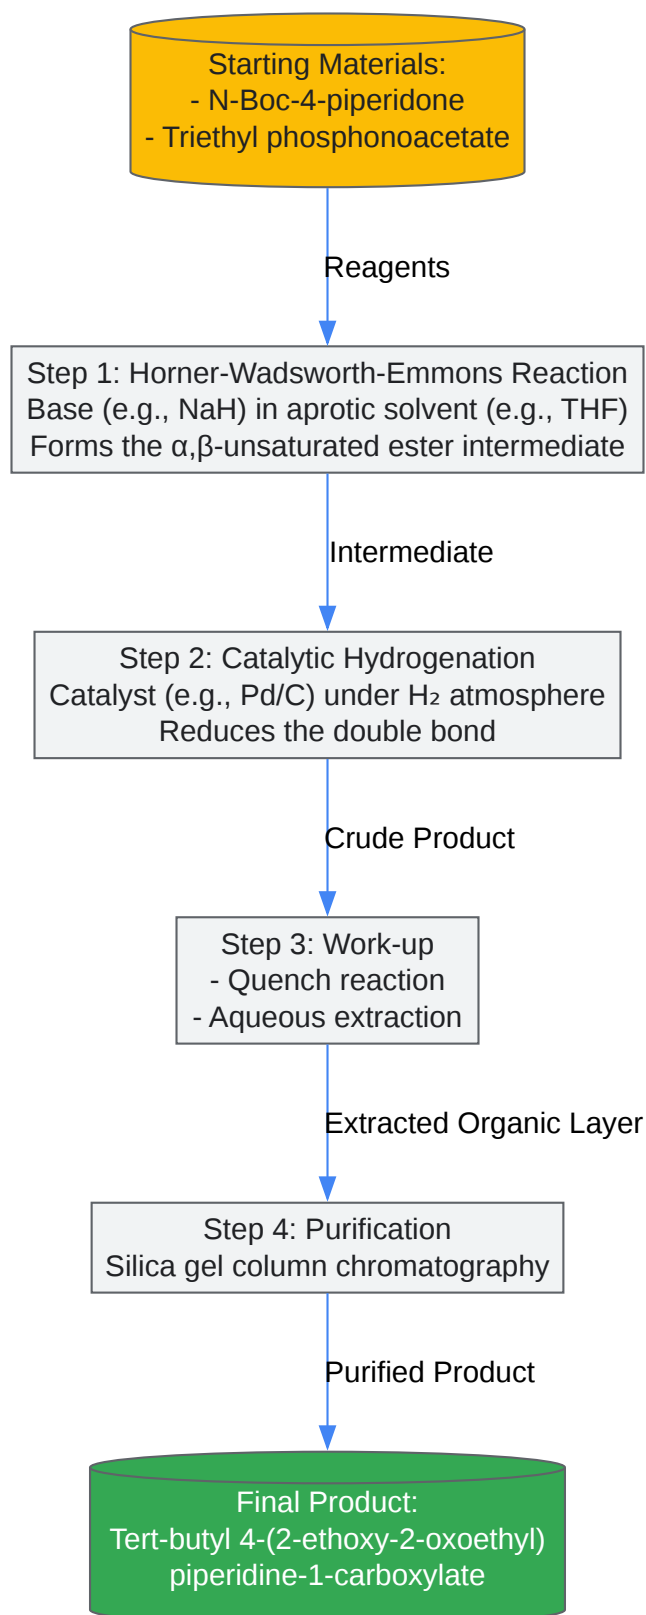 Starting Materials:
- N-Boc-4-piperidone
- Triethyl phosphonoacetate
Reagents
Step 1: Horner-Wadsworth-Emmons Reaction
Base (e.g., NaH) in aprotic solvent (e.g., THF)
Forms the α,β-unsaturated ester intermediate
Intermediate
Step 2: Catalytic Hydrogenation
Catalyst (e.g., Pd/C) under H₂ atmosphere
Reduces the double bond
Crude Product
Step 3: Work-up
- Quench reaction
- Aqueous extraction
Extracted Organic Layer
Step 4: Purification
Silica gel column chromatography
Purified Product
Final Product:
Tert-butyl 4-(2-ethoxy-2-oxoethyl)
piperidine-1-carboxylate